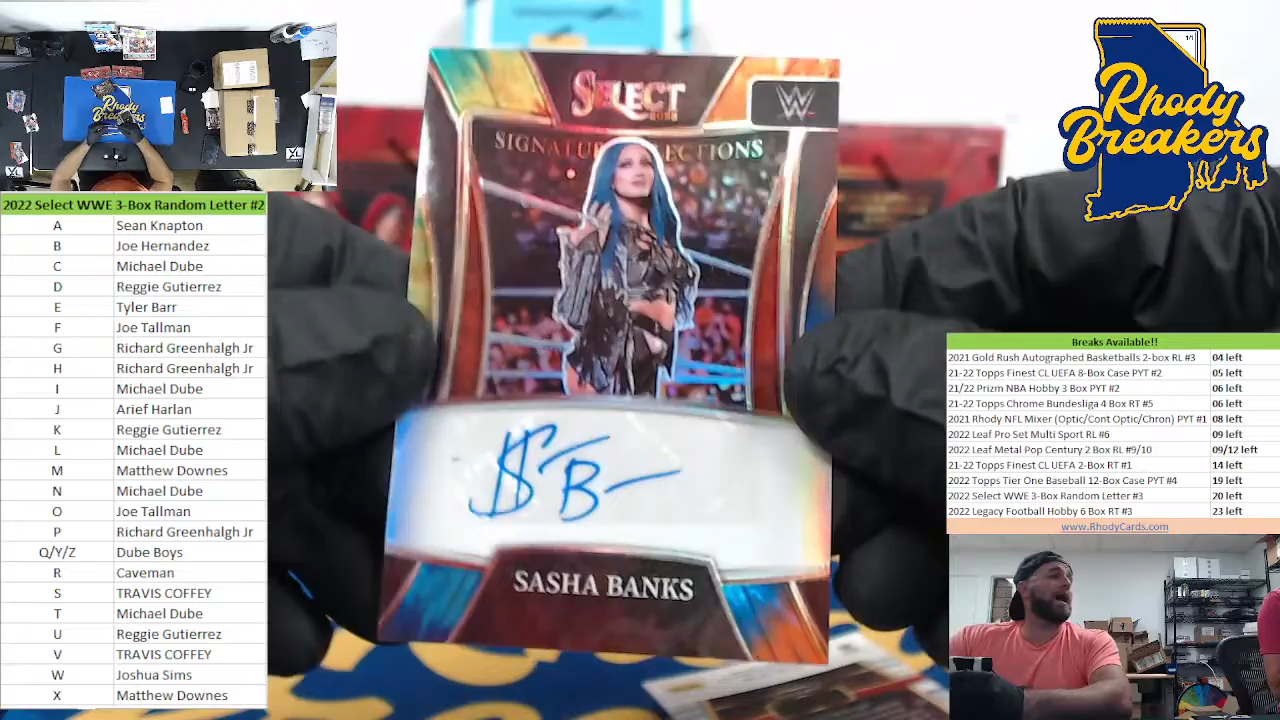 SELECT
2022
W
SIGNATURE SELECTIONS
SB
SASHA BANKS
Rhody
Breakers
Rhody
Breakers
2022 Select WWE 3-Box Random Letter #2
A Sean Knapton
B Joe Hernandez
C Michael Dube
D Reggie Gutierrez
E Tyler Barr
F Joe Tallman
G Richard Greenhalgh Jr
H Richard Greenhalgh Jr
I Michael Dube
J Arief Harlan
K Reggie Gutierrez
L Michael Dube
M Matthew Downes
N Michael Dube
O Joe Tallman
P Richard Greenhalgh Jr
Q/Y/Z Dube Boys
R Caveman
S TRAVIS COFFEY
T Michael Dube
U Reggie Gutierrez
V TRAVIS COFFEY
W Joshua Sims
X Matthew Downes
Breaks Available!!
2021 Gold Rush Autographed Basketballs 2-box RL #3 04 left
21-22 Topps Finest CL UEFA 8-Box Case PYT #2 05 left
21/22 Prizm NBA Hobby 3 Box PYT #2 06 left
21-22 Topps Chrome Bundesliga 4 Box RT #5 06 left
2021 Rhody NFL Mixer (Optic/Cont Optic/Chron) PYT #1 08 left
2022 Leaf Pro Set Multi Sport RL #6 09 left
2022 Leaf Metal Pop Century 2 Box RL #9/10 09/12 left
21-22 Topps Finest CL UEFA 2-Box RT #1 14 left
2022 Topps Tier One Baseball 12-Box Case PYT #4 19 left
2022 Select WWE 3-Box Random Letter #3 20 left
2022 Legacy Football Hobby 6 Box RT #3 23 left
www.RhodyCards.com